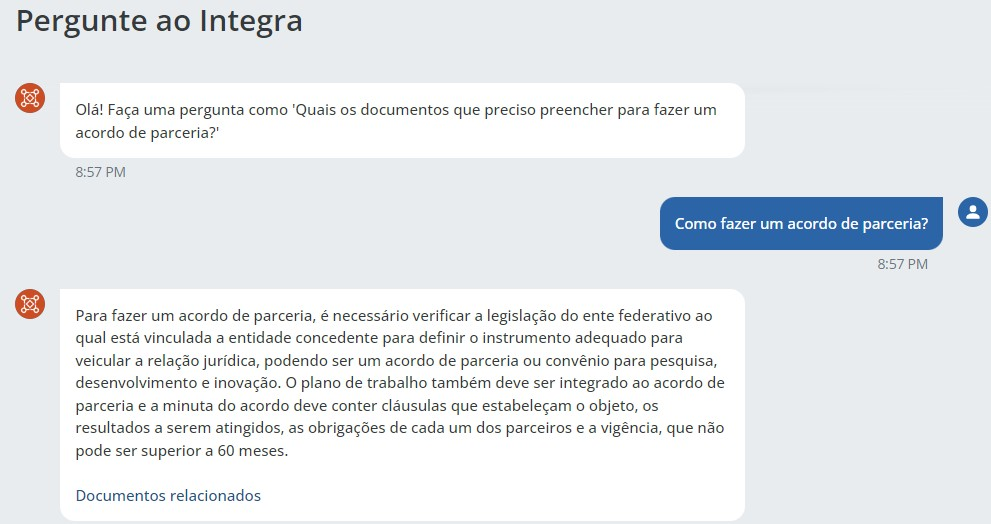 Pergunte ao Integra
Olá! Faça uma pergunta como 'Quais os documentos que preciso preencher para fazer um
acordo de parceria?'
8:57 PM
Como fazer um acordo de parceria?
8:57 PM
Para fazer um acordo de parceria, é necessário verificar a legislação do ente federativo ao
qual está vinculada a entidade concedente para definir o instrumento adequado para
veicular a relação jurídica, podendo ser um acordo de parceria ou convênio para pesquisa,
desenvolvimento e inovação. O plano de trabalho também deve ser integrado ao acordo de
parceria e a minuta do acordo deve conter cláusulas que estabeleçam o objeto, os
resultados a serem atingidos, as obrigações de cada um dos parceiros e a vigência, que não
pode ser superior a 60 meses.
Documentos relacionados